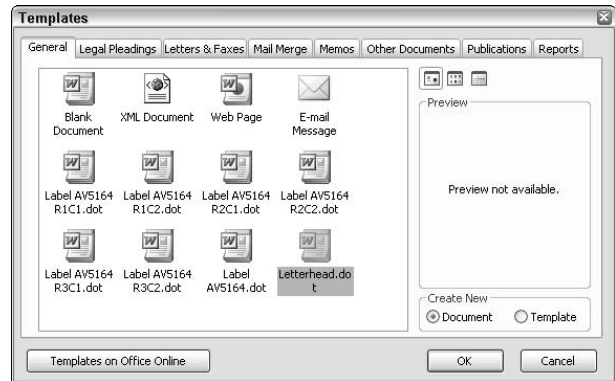 Templates
General Legal Pleadings Letters & Faxes Mail Merge Memos Other Documents Publications Reports
Blank
Document
XML Document
Web Page
E-mail
Message
Label AV5164
R1C1.dot
Label AV5164
R1C2.dot
Label AV5164
R2C1.dot
Label AV5164
R2C2.dot
Label AV5164
R3C1.dot
Label AV5164
R3C2.dot
Label
AV5164.dot
Letterhead.do
t
Preview
Preview not available.
Create New
Document Template
Templates on Office Online
OK Cancel